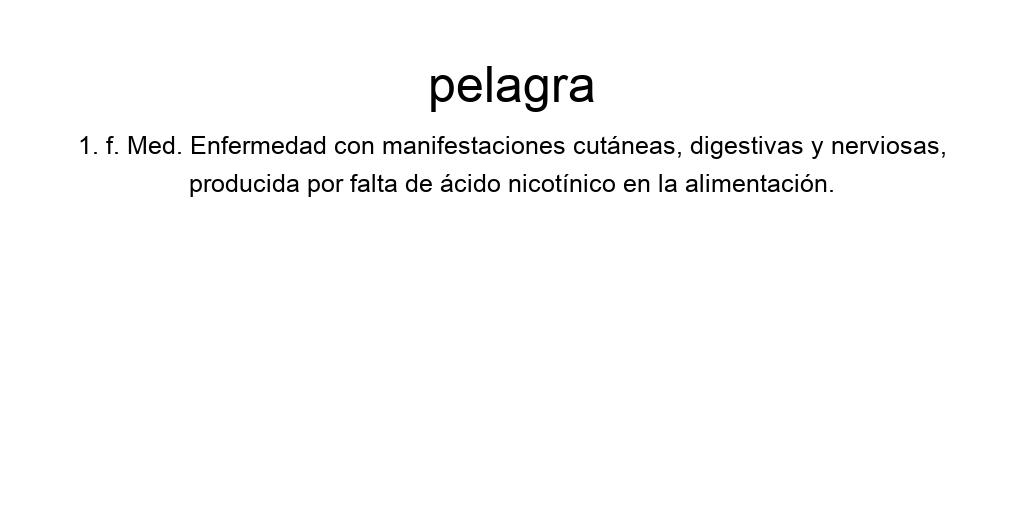 pelagra
1. f. Med. Enfermedad con manifestaciones cutáneas, digestivas y nerviosas,
producida por falta de ácido nicotínico en la alimentación.